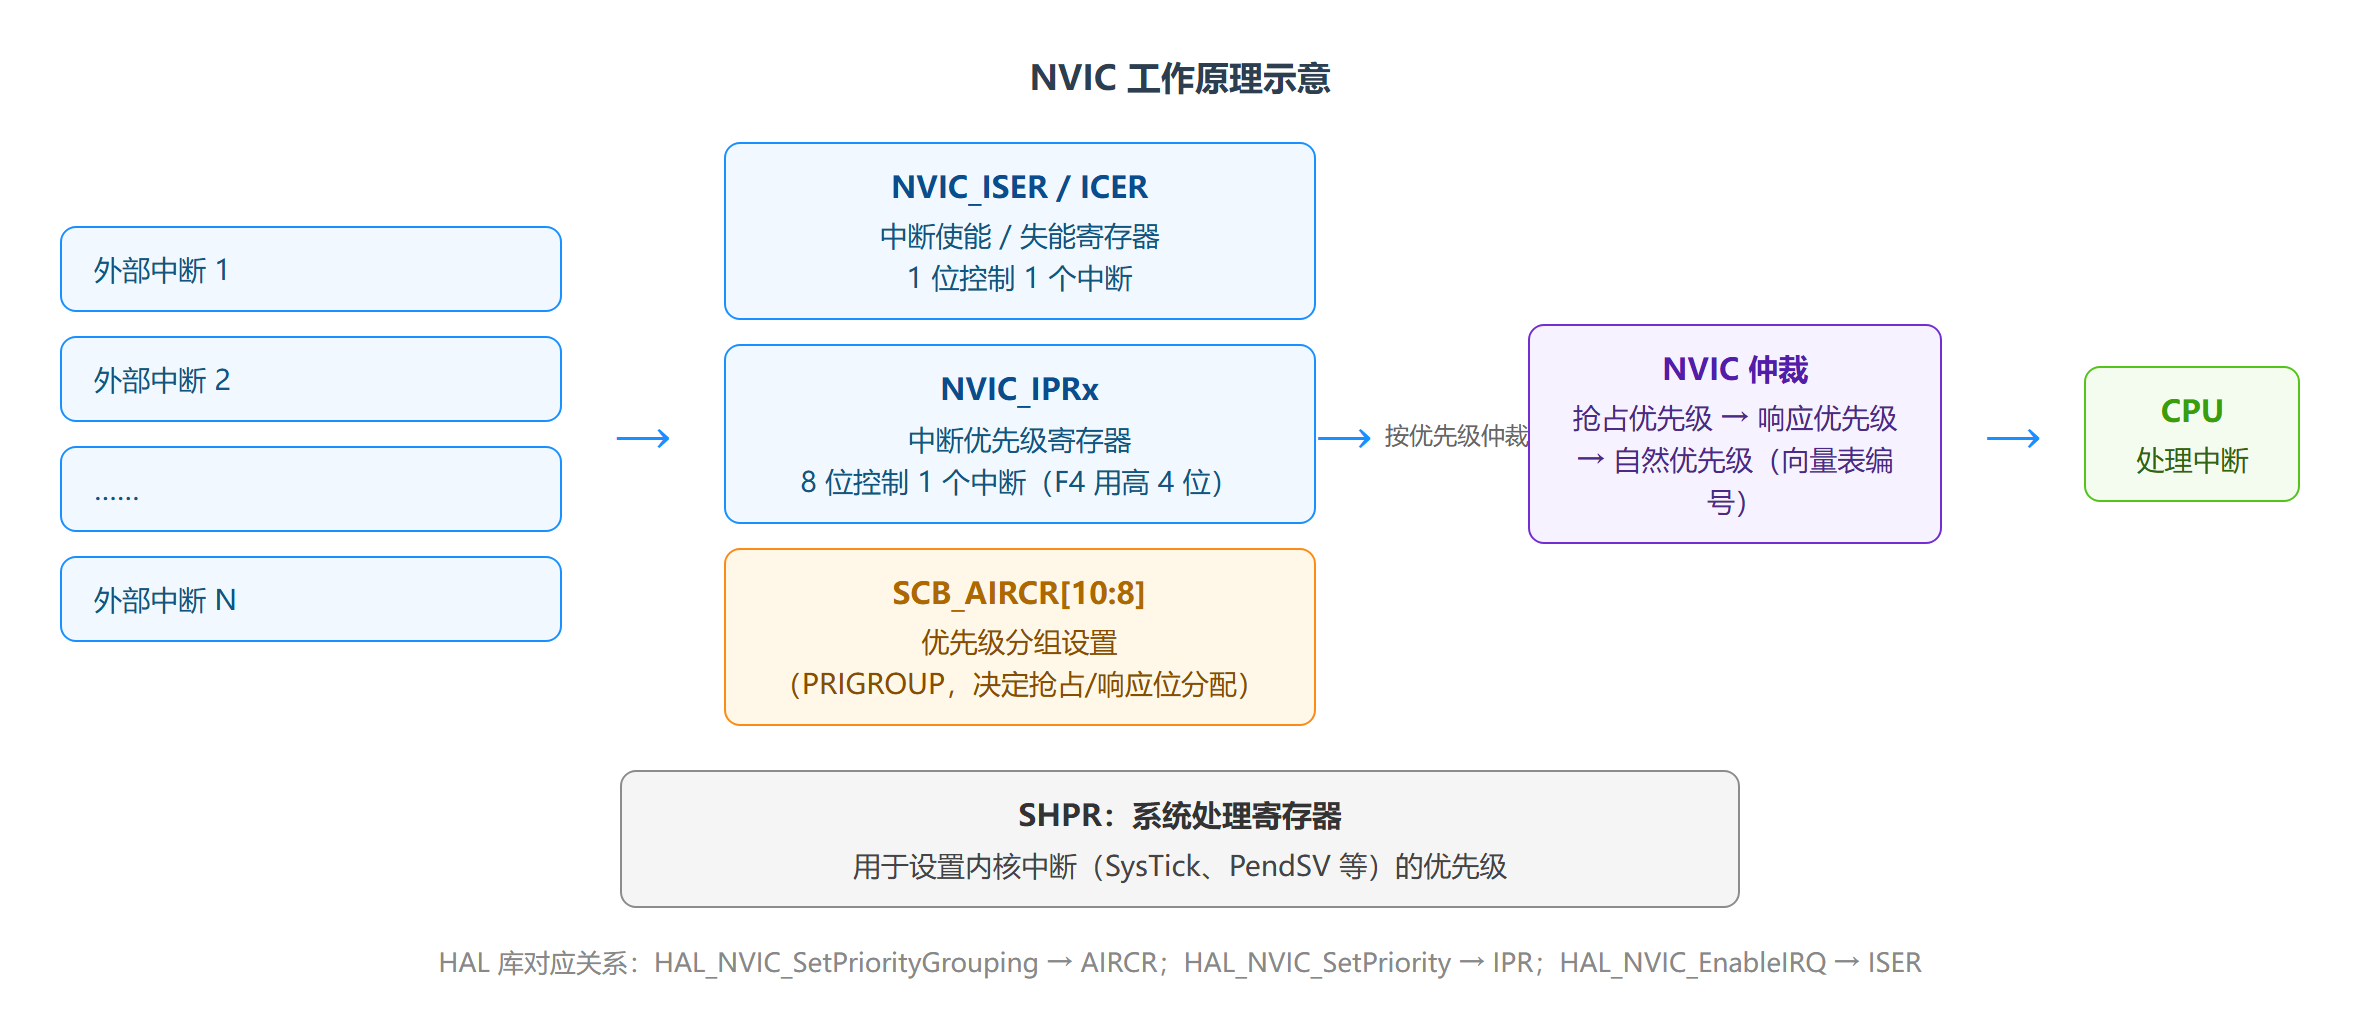 NVIC 工作原理示意
外部中断 1
外部中断 2
......
外部中断 N
NVIC_ISER / ICER
中断使能 / 失能寄存器
1 位控制 1 个中断
NVIC_IPRx
中断优先级寄存器
8 位控制 1 个中断（F4 用高 4 位）
SCB_AIRCR[10:8]
优先级分组设置
（PRIGROUP，决定抢占/响应位分配）
按优先级仲裁
NVIC 仲裁
抢占优先级 → 响应优先级
→ 自然优先级（向量表编
号）
CPU
处理中断
SHPR：系统处理寄存器
用于设置内核中断（SysTick、PendSV 等）的优先级
HAL 库对应关系：HAL_NVIC_SetPriorityGrouping → AIRCR；HAL_NVIC_SetPriority → IPR；HAL_NVIC_EnableIRQ → ISER